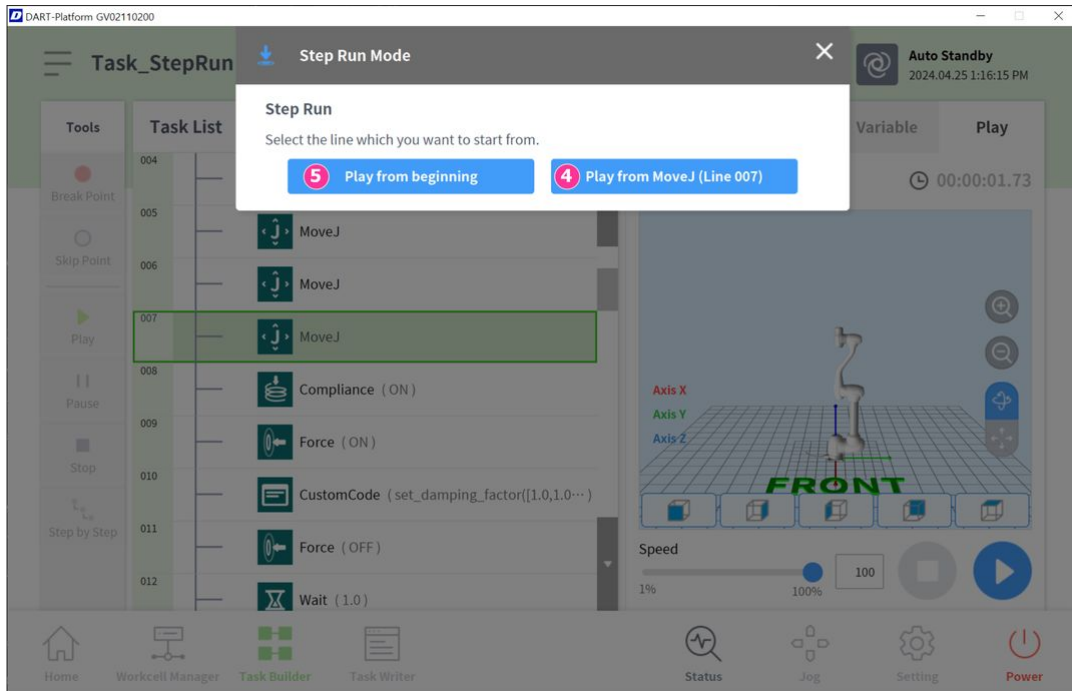 DART-Platform GV02110200
Task_StepRun
Step Run Mode
Auto Standby
2024.04.25 1:16:15 PM
Step Run
Select the line which you want to start from.
5 Play from beginning
4 Play from MoveJ (Line 007)
Tools
Task List
Variable
Play
00:00:01.73
Break Point
Skip Point
Play
Pause
Stop
Step by Step
004
005
MoveJ
006
MoveJ
007
MoveJ
008
Compliance ( ON )
009
Force ( ON )
010
CustomCode ( set_damping_factor([1.0,1.0··· )
011
Force ( OFF )
012
Wait ( 1.0 )
Axis X
Axis Y
Axis Z
FRONT
Speed
1%
100%
100
Home
Workcell Manager
Task Builder
Task Writer
Status
Jog
Setting
Power